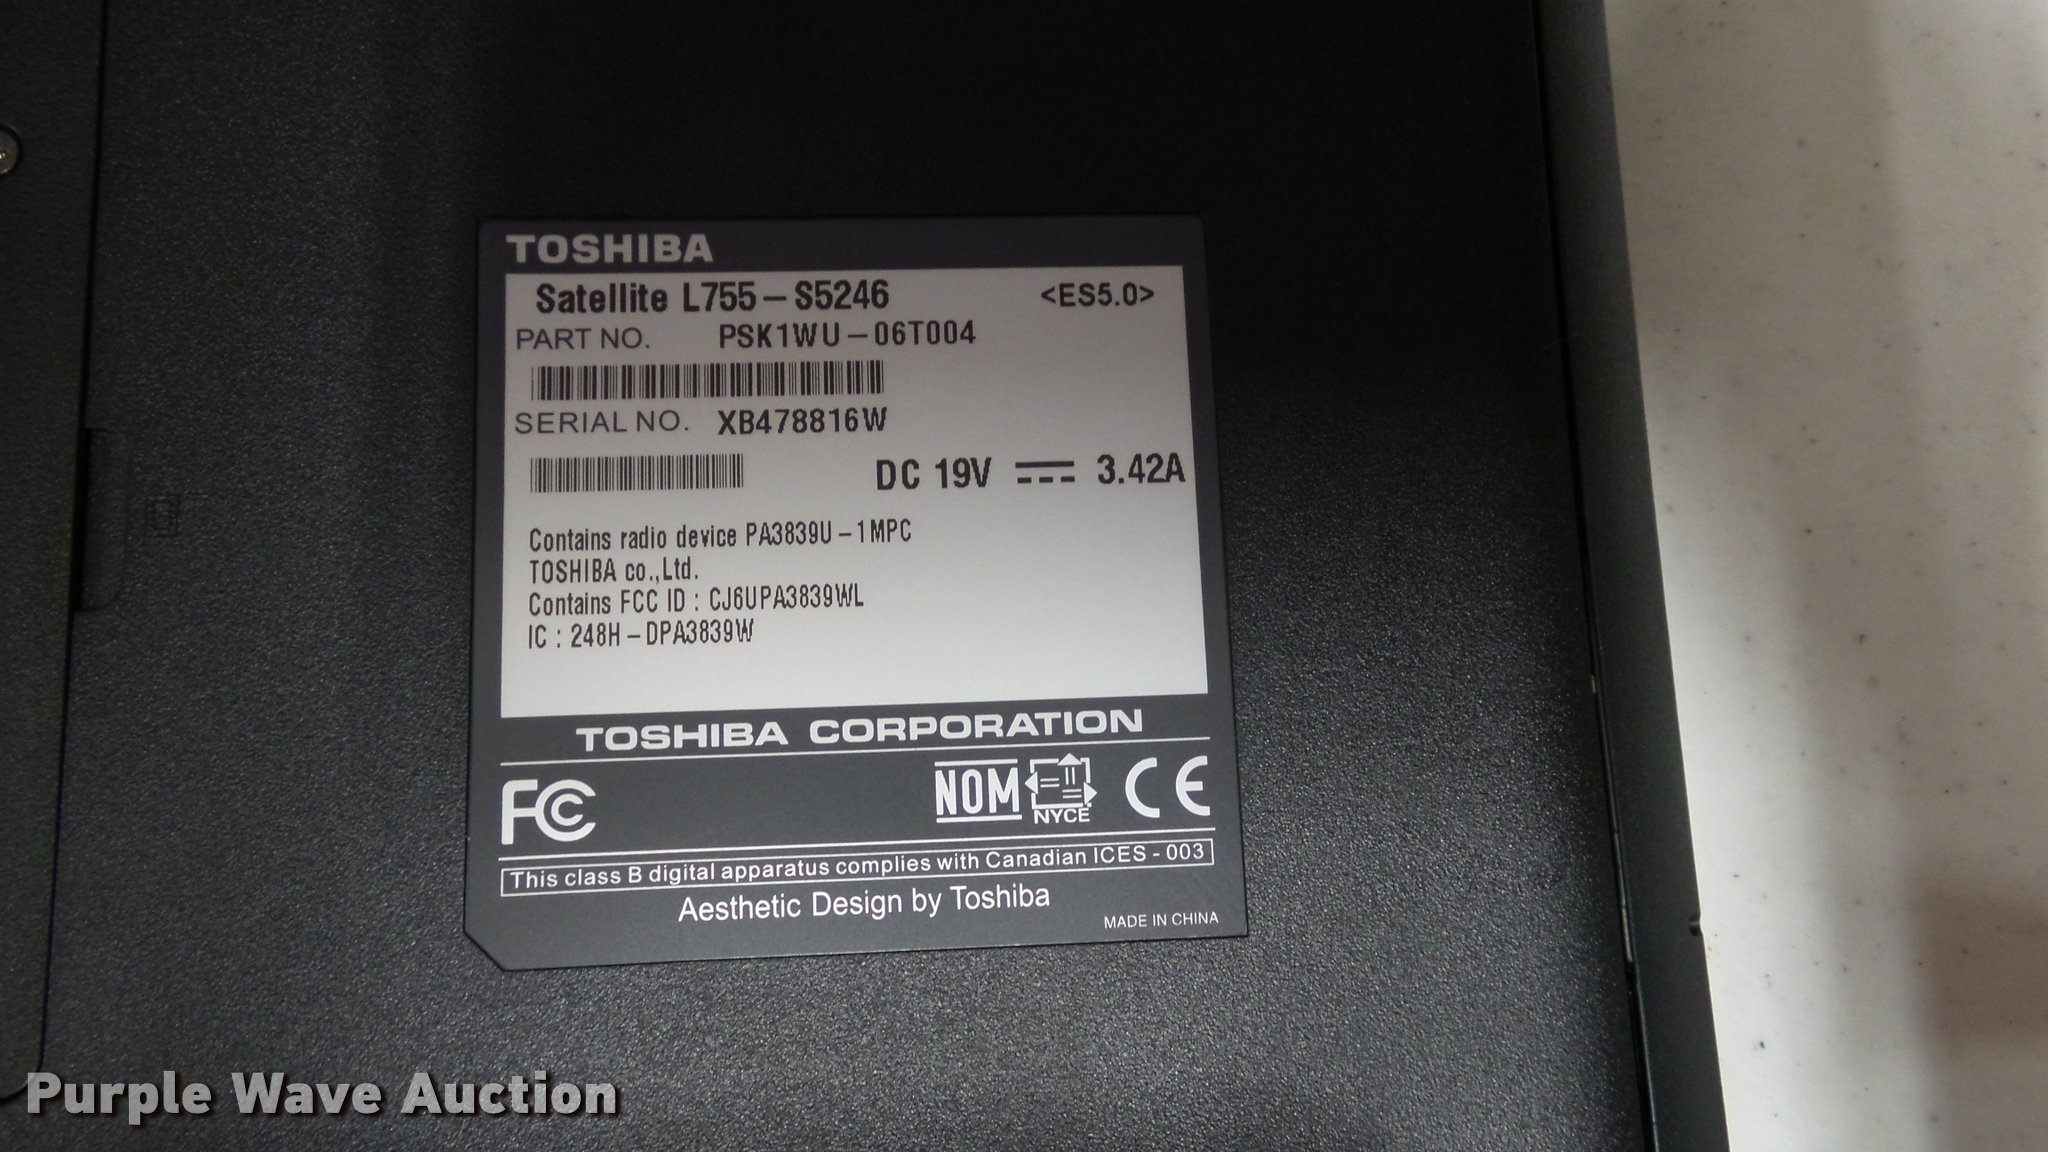 TOSHIBA
Satellite L755-S5246 <ES5.0>
PART NO. PSK1WU-06T004
SERIAL NO. XB478816W
DC 19V 3.42A
Contains radio device PA3839U-1MPC
TOSHIBA co.,Ltd.
Contains FCC ID : CJ6UPA3839WL
IC : 248H-DPA3839W
TOSHIBA CORPORATION
FC NOM NYCE CE
This class B digital apparatus complies with Canadian ICES - 003
Aesthetic Design by Toshiba
MADE IN CHINA
Purple Wave Auction